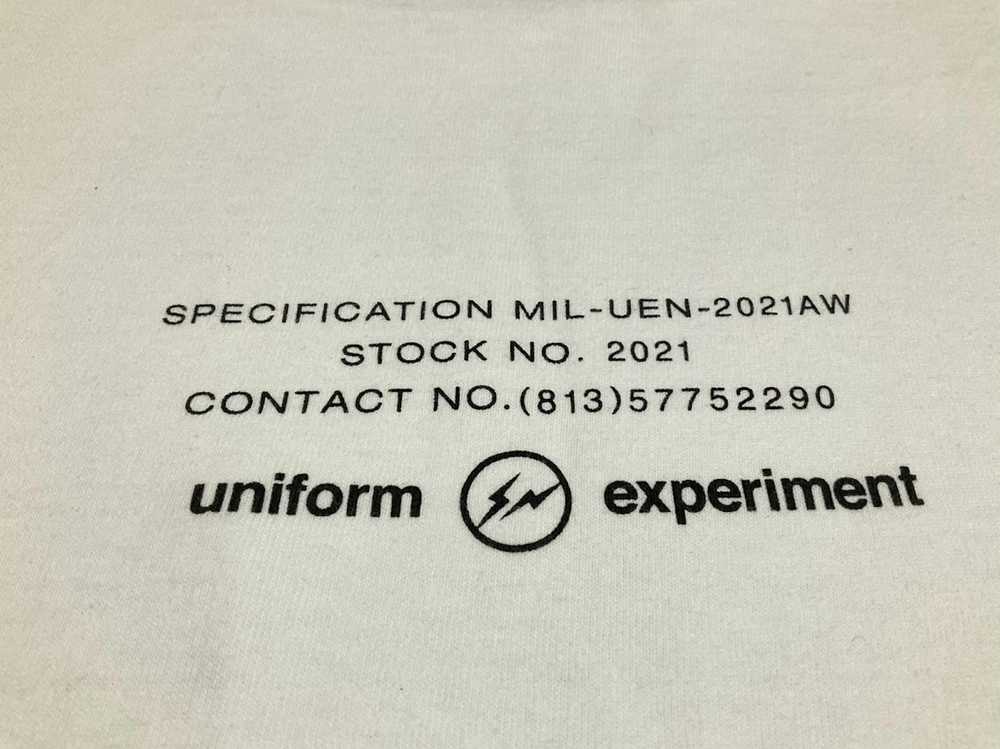 SPECIFICATION MIL-UEN-2021AW
STOCK NO. 2021
CONTACT NO.(813)57752290
uniform experiment